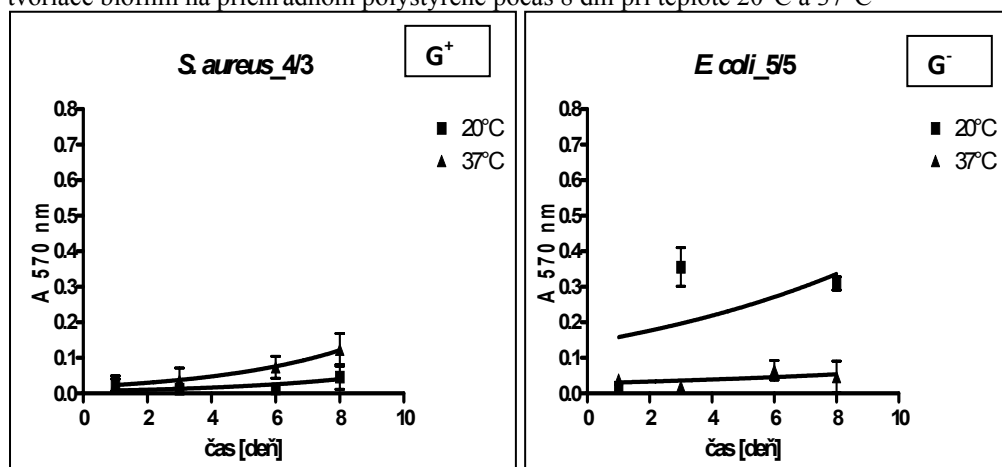 tvoriace biofilm na priehradnom polystyréne počas 8 dní pri teplote 20°C a 37°C
S. aureus_4/3
G+
20°C
37°C
A 570 nm
0.8
0.7
0.6
0.5
0.4
0.3
0.2
0.1
0.0
0 2 4 6 8 10
čas [deň]
E. coli_5/5
G-
20°C
37°C
A 570 nm
0.8
0.7
0.6
0.5
0.4
0.3
0.2
0.1
0.0
0 2 4 6 8 10
čas [deň]